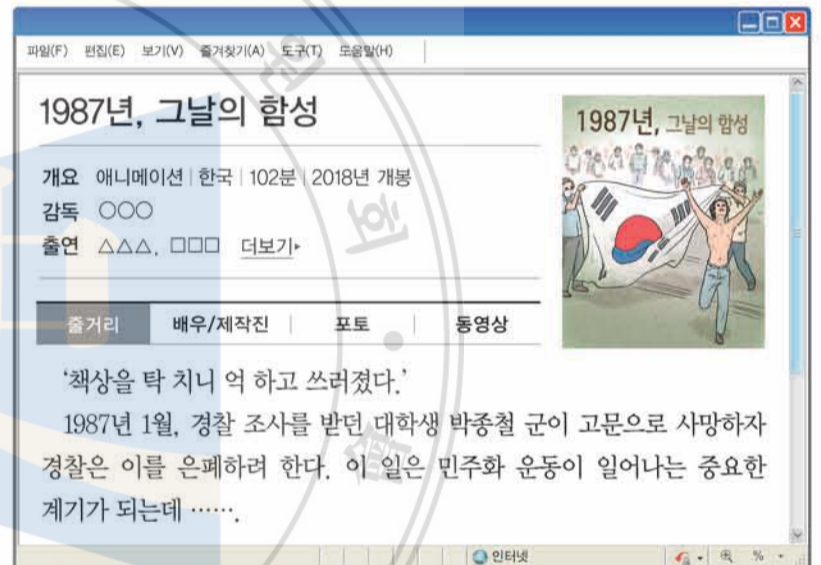 파일(F) 편집(E) 보기(V) 즐겨찾기(A) 도구(T) 도움말(H)
1987년, 그날의 함성
개요 애니메이션 | 한국 | 102분 | 2018년 개봉
감독 ○○○
출연 △△△, □□□ 더보기▸
1987년, 그날의 함성
줄거리 배우/제작진 | 포토 | 동영상
‘책상을 탁 치니 억 하고 쓰러졌다.’
1987년 1월, 경찰 조사를 받던 대학생 박종철 군이 고문으로 사망하자
경찰은 이를 은폐하려 한다. 이 일은 민주화 운동이 일어나는 중요한
계기가 되는데 …….
인터넷 %